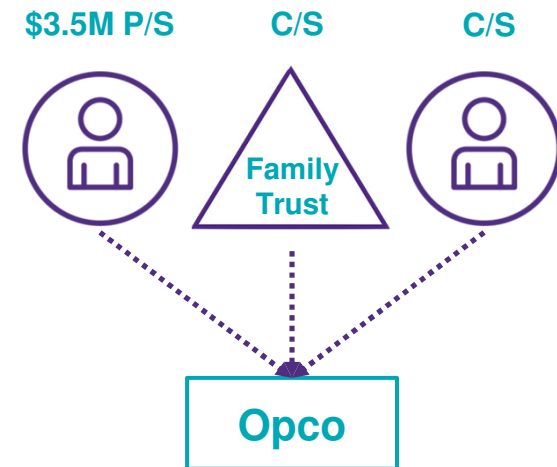 $3.5M P/S
C/S
C/S
Family
Trust
Opco